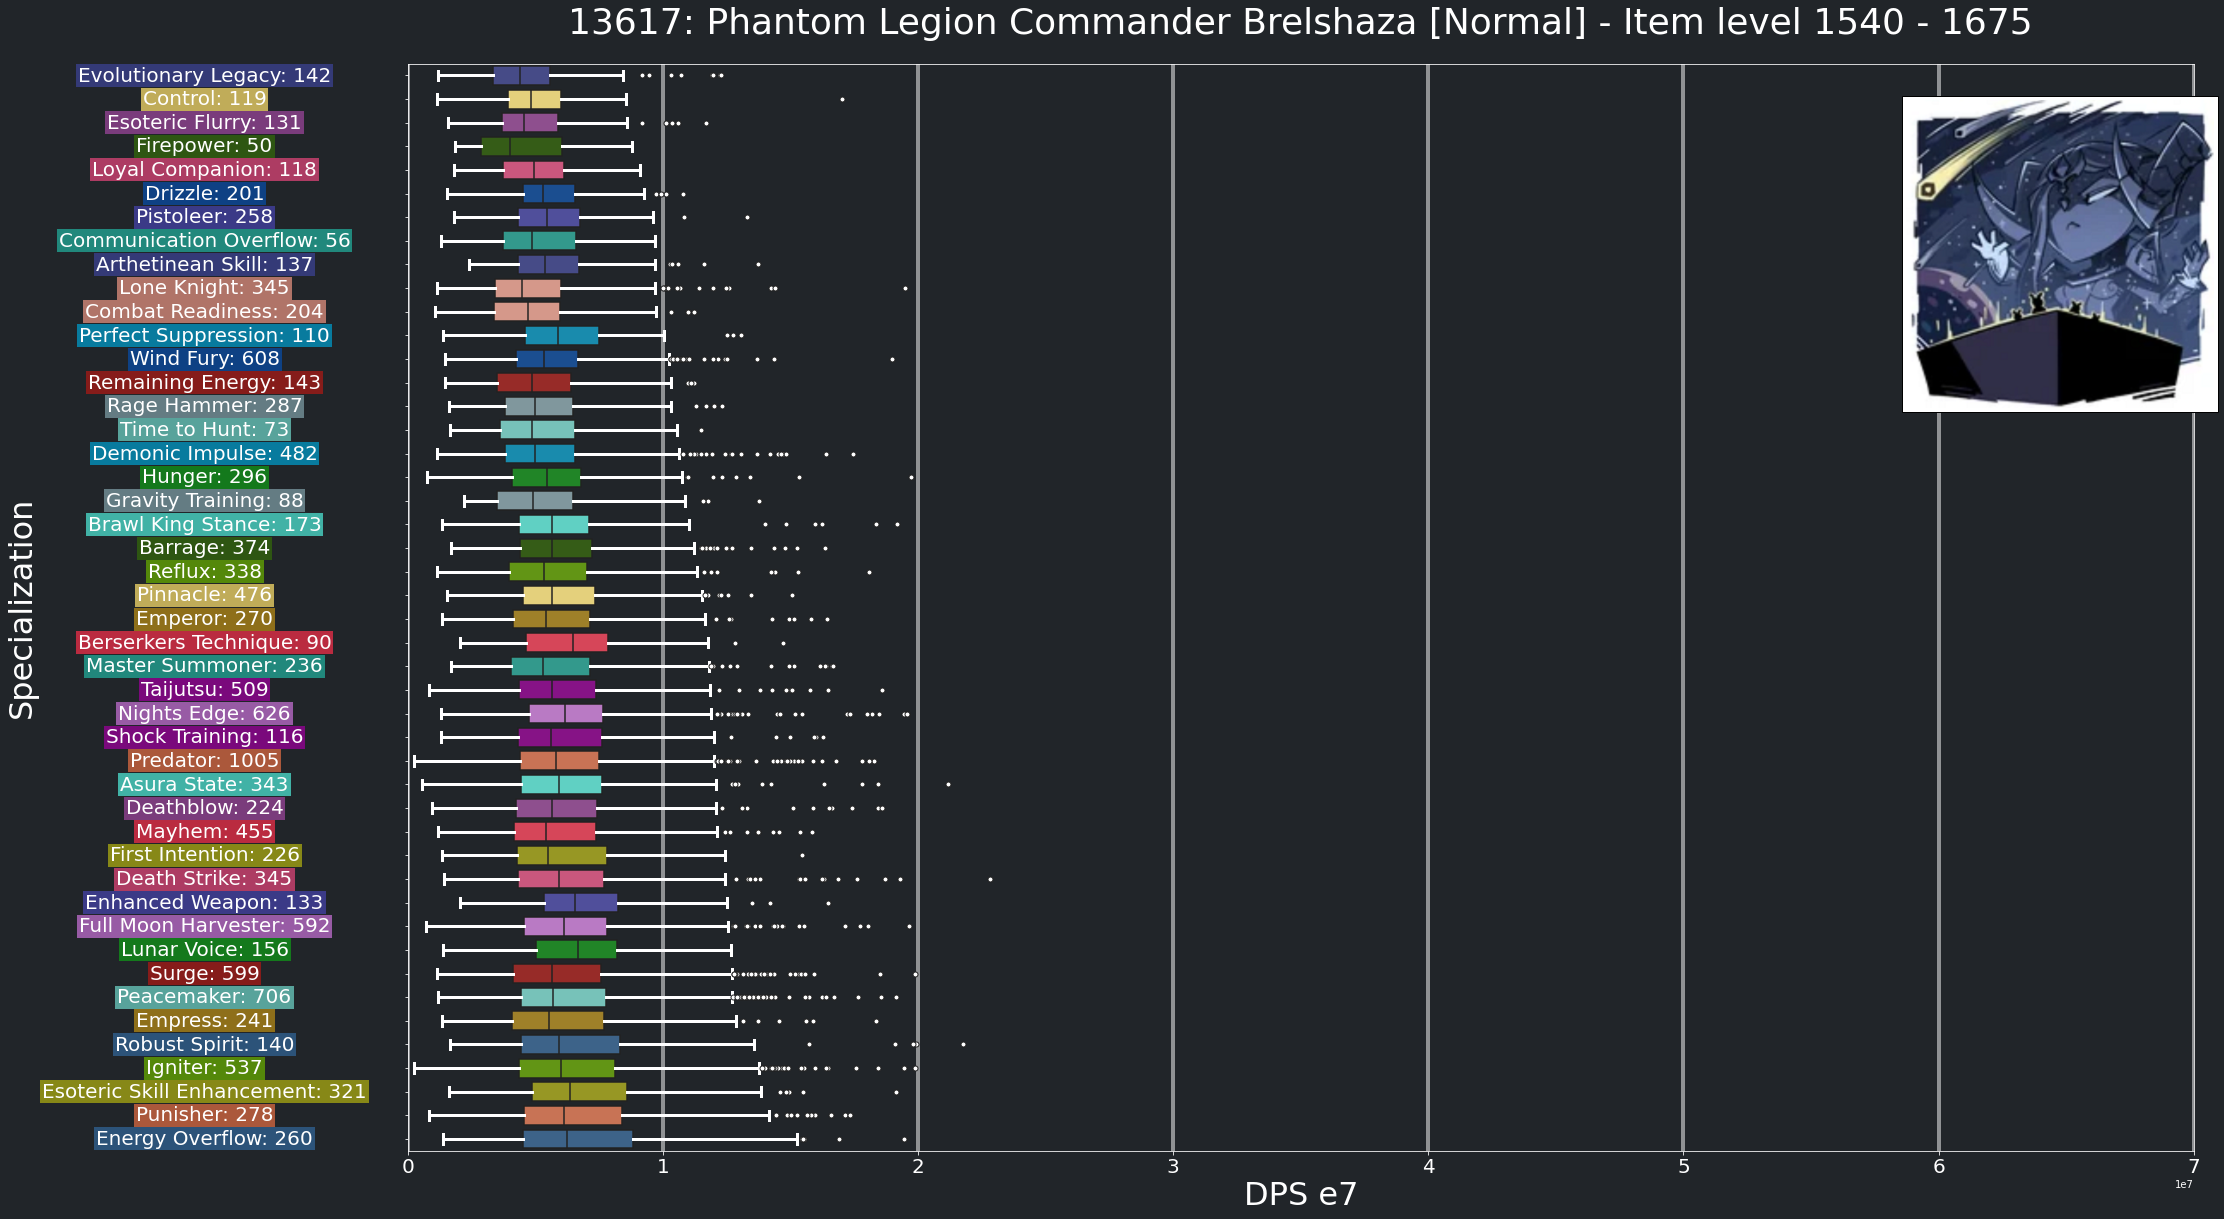 13617: Phantom Legion Commander Brelshaza [Normal] - Item level 1540 - 1675
Specialization
Evolutionary Legacy: 142
Control: 119
Esoteric Flurry: 131
Firepower: 50
Loyal Companion: 118
Drizzle: 201
Pistoleer: 258
Communication Overflow: 56
Arthetinean Skill: 137
Lone Knight: 345
Combat Readiness: 204
Perfect Suppression: 110
Wind Fury: 608
Remaining Energy: 143
Rage Hammer: 287
Time to Hunt: 73
Demonic Impulse: 482
Hunger: 296
Gravity Training: 88
Brawl King Stance: 173
Barrage: 374
Reflux: 338
Pinnacle: 476
Emperor: 270
Berserkers Technique: 90
Master Summoner: 236
Taijutsu: 509
Nights Edge: 626
Shock Training: 116
Predator: 1005
Asura State: 343
Deathblow: 224
Mayhem: 455
First Intention: 226
Death Strike: 345
Enhanced Weapon: 133
Full Moon Harvester: 592
Lunar Voice: 156
Surge: 599
Peacemaker: 706
Empress: 241
Robust Spirit: 140
Igniter: 537
Esoteric Skill Enhancement: 321
Punisher: 278
Energy Overflow: 260
0 1 2 3 4 5 6 7
1e7
DPS e7